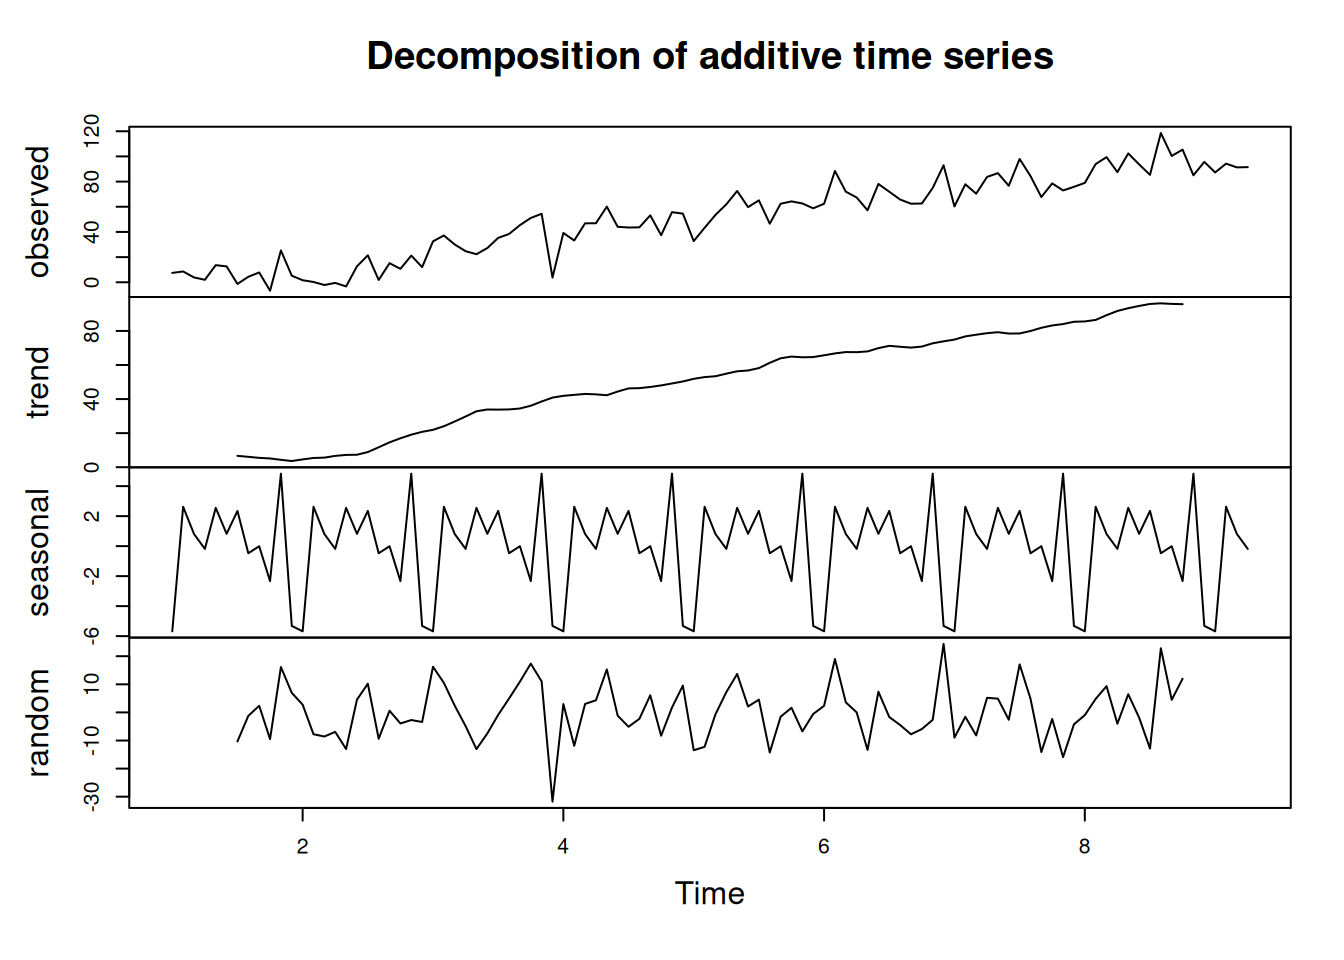 Decomposition of additive time series
observed
0 40 80 120
trend
0 40 80
seasonal
-6 -2 2
random
-30 -10 10
2 4 6 8
Time